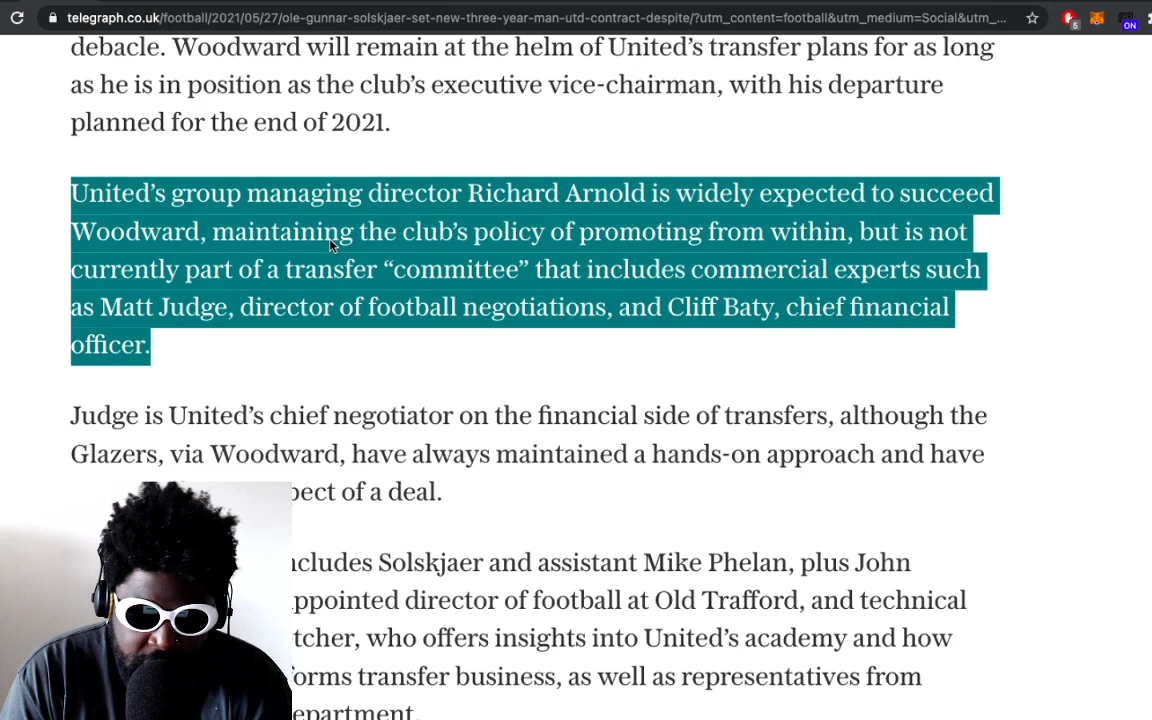 telegraph.co.uk/football/2021/05/27/ole-gunnar-solskjaer-set-new-three-year-man-utd-contract-despite/?utm_content=football&utm_medium=Social&utm_...
5
ON
debacle. Woodward will remain at the helm of United’s transfer plans for as long
as he is in position as the club’s executive vice-chairman, with his departure
planned for the end of 2021.
United’s group managing director Richard Arnold is widely expected to succeed
Woodward, maintaining the club’s policy of promoting from within, but is not
currently part of a transfer “committee” that includes commercial experts such
as Matt Judge, director of football negotiations, and Cliff Baty, chief financial
officer.
Judge is United’s chief negotiator on the financial side of transfers, although the
Glazers, via Woodward, have always maintained a hands-on approach and have
of a deal.
Solskjaer and assistant Mike Phelan, plus John
director of football at Old Trafford, and technical
who offers insights into United’s academy and how
transfer business, as well as representatives from